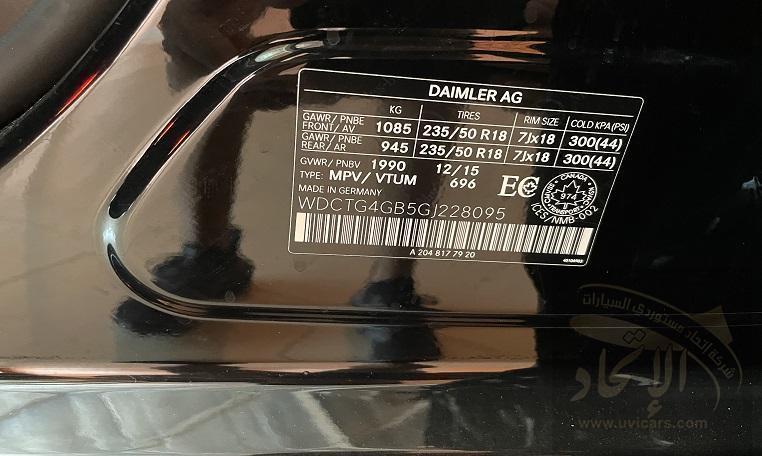 DAIMLER AG
KG TIRES RIM SIZE COLD KPA(PSI)
GAWR/PNBE FRONT/AV 1085 235/50 R18 7Jx18 300(44)
GAWR/PNBE REAR/AR 945 235/50 R18 7Jx18 300(44)
GVWR/PNBV 1990 12/15
TYPE: MPV/VTUM 696 EC
MADE IN GERMANY
CANADA
974
TRANSPORT
ICES/NMB-002
WDCTG4GB5GJ228095
A 204 817 79 20
شركة إتحاد مستوردي السيارات
الإتحاد
www.uvicars.com